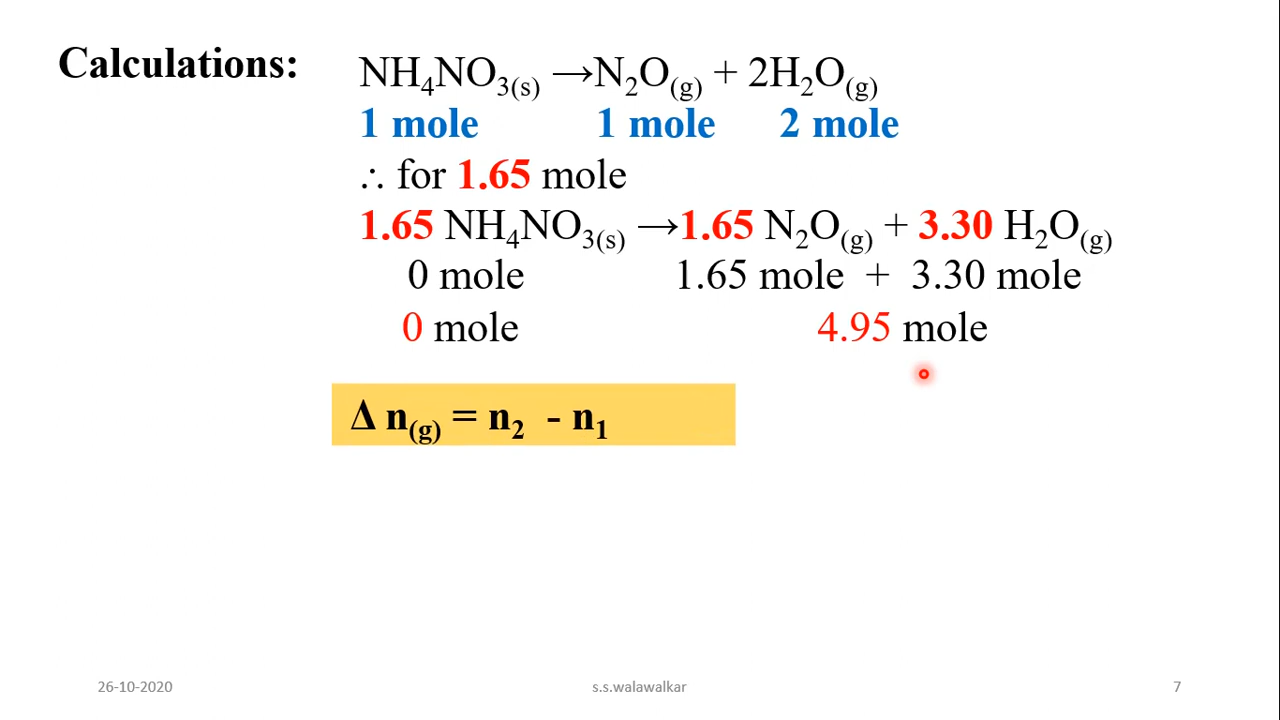 Calculations:
NH₄NO₃(s) →N₂O(g) + 2H₂O(g)
1 mole 1 mole 2 mole
∴ for 1.65 mole
1.65 NH₄NO₃(s) →1.65 N₂O(g) + 3.30 H₂O(g)
0 mole 1.65 mole + 3.30 mole
0 mole 4.95 mole
Δ n(g) = n₂ - n₁
26-10-2020 s.s.walawalkar 7